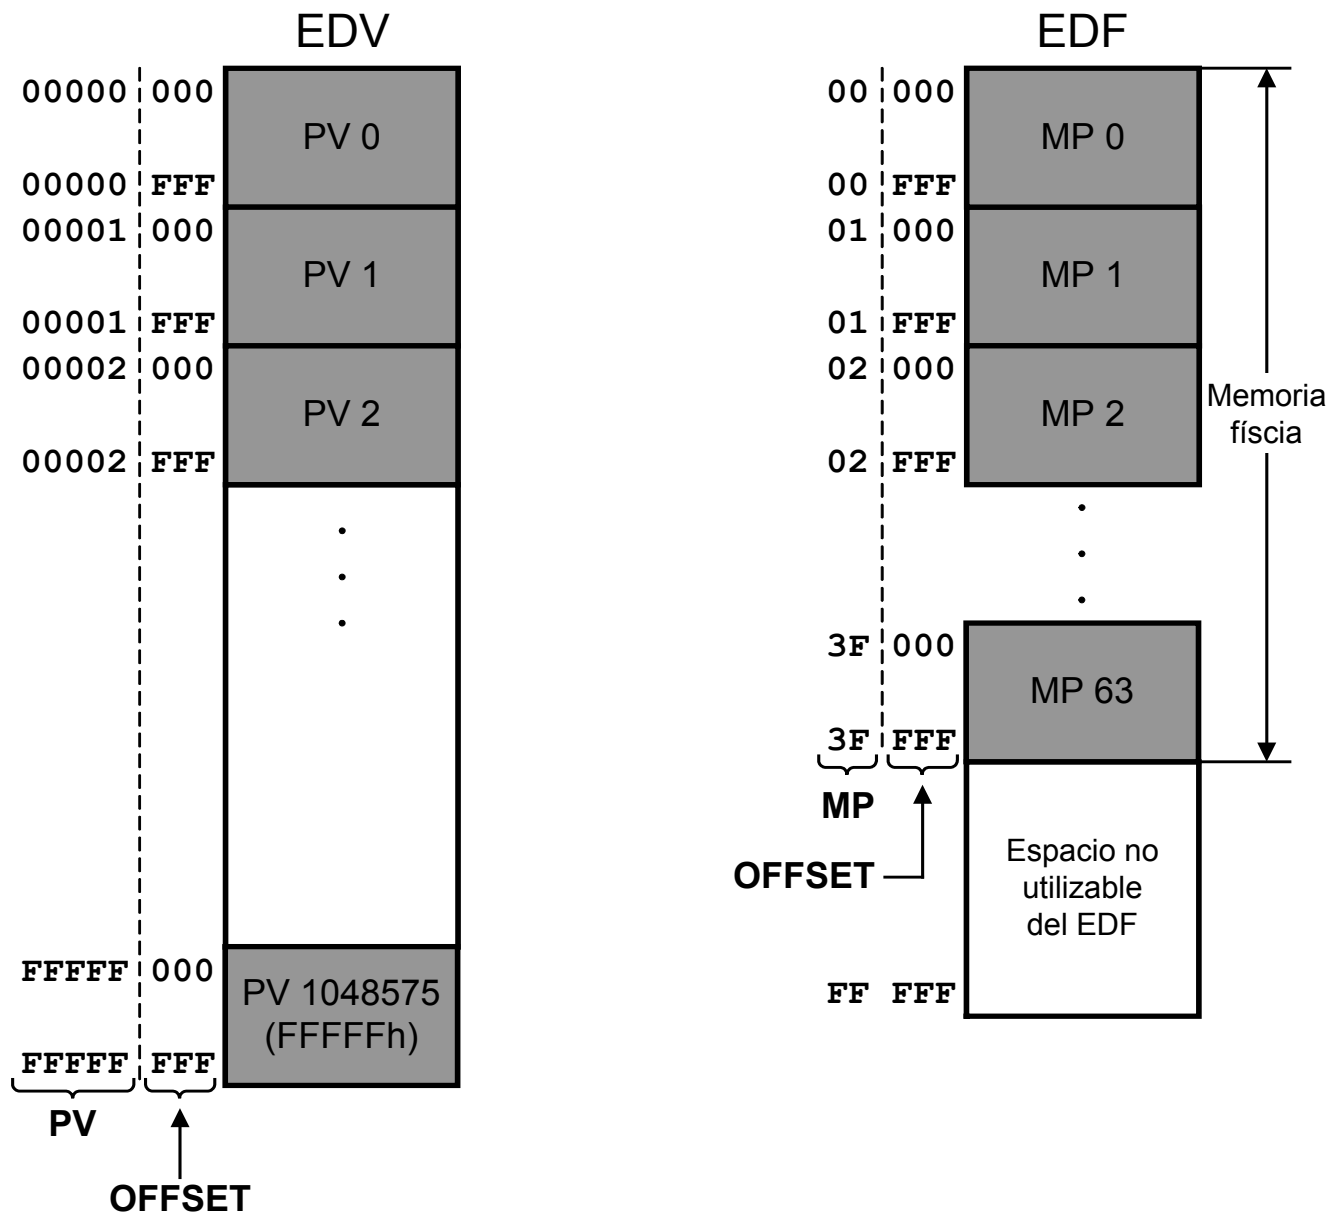 EDV
00000 000
PV 0
00000 FFF
00001 000
PV 1
00001 FFF
00002 000
PV 2
00002 FFF
FFFFF 000
PV 1048575
(FFFFFh)
FFFFF FFF
PV
OFFSET
EDF
00 000
MP 0
00 FFF
01 000
MP 1
01 FFF
02 000
MP 2
02 FFF
Memoria
físcia
3F 000
MP 63
3F FFF
MP
OFFSET
Espacio no
utilizable
del EDF
FF FFF